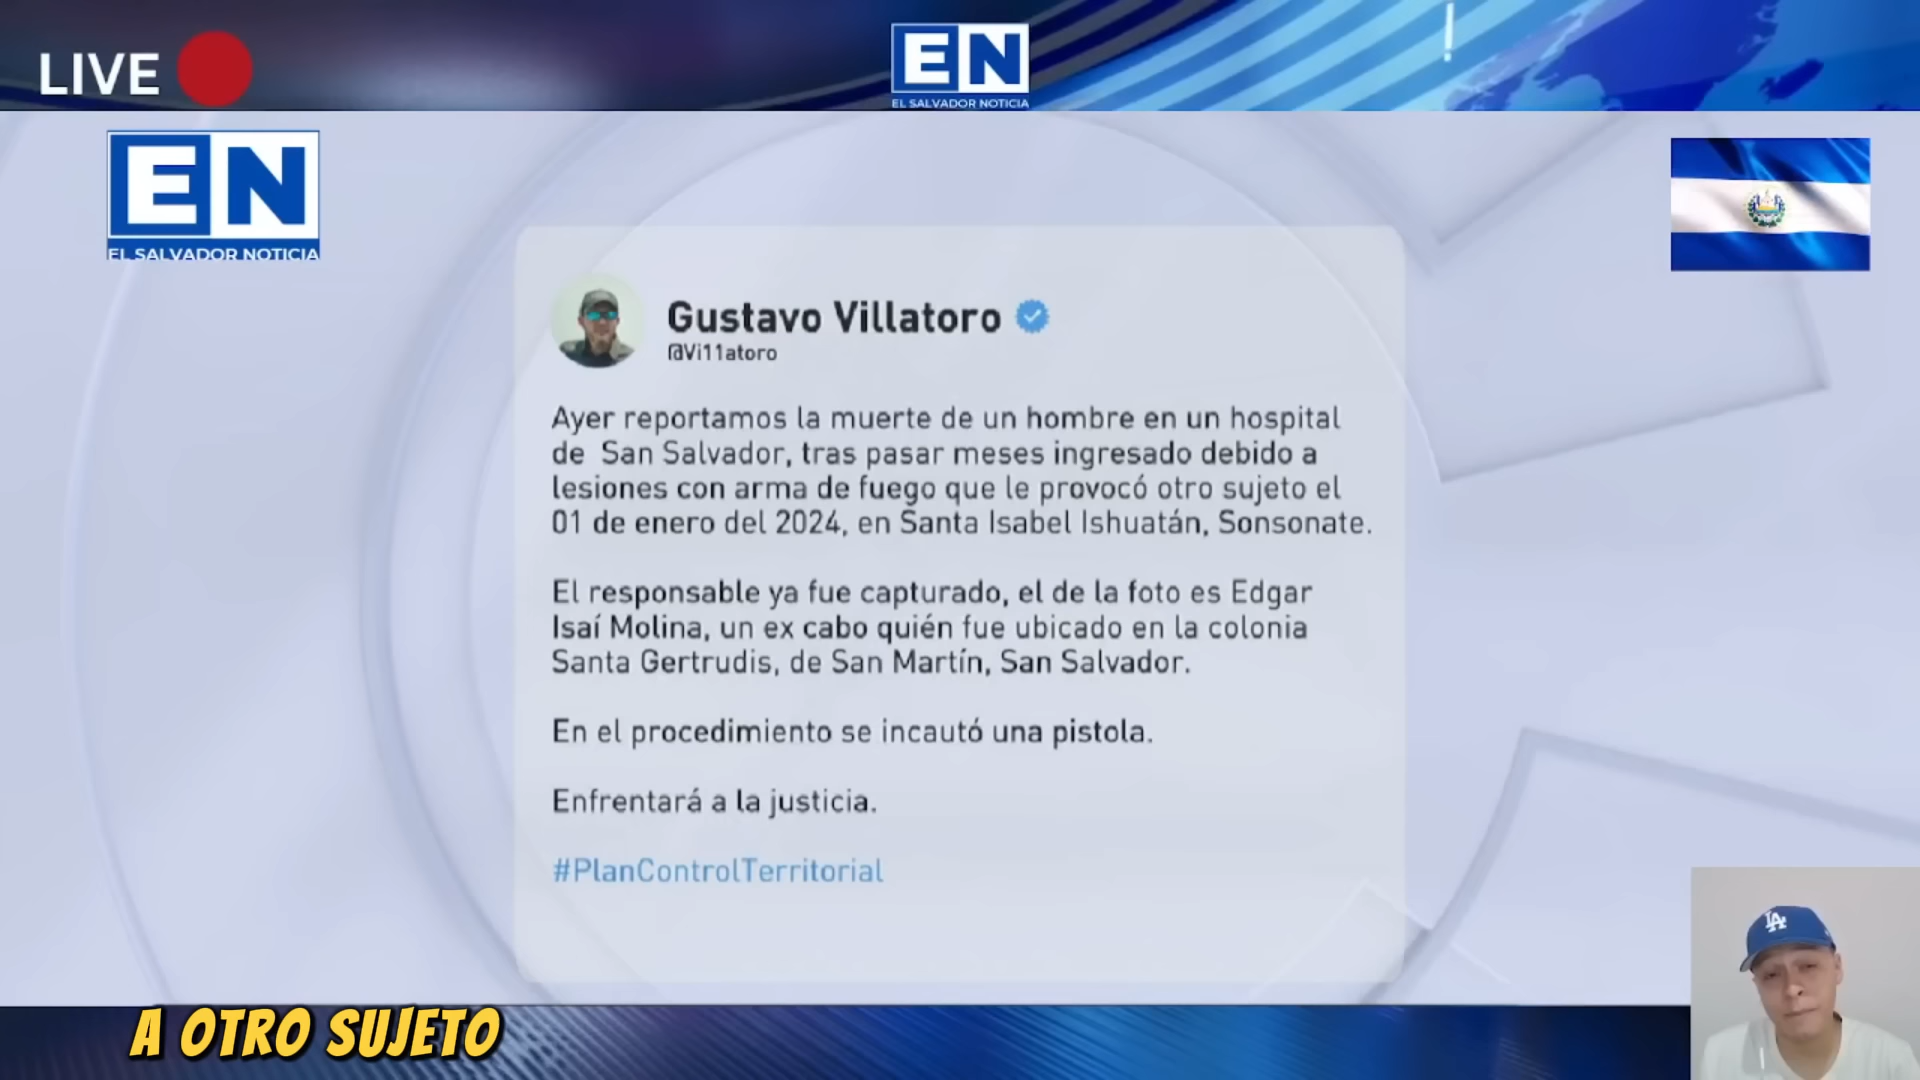 LIVE
EN
EL SALVADOR NOTICIA
EN
EL SALVADOR NOTICIA
Gustavo Villatoro
@Vi11atoro
Ayer reportamos la muerte de un hombre en un hospital
de San Salvador, tras pasar meses ingresado debido a
lesiones con arma de fuego que le provocó otro sujeto el
01 de enero del 2024, en Santa Isabel Ishuatán, Sonsonate.
El responsable ya fue capturado, el de la foto es Edgar
Isaí Molina, un ex cabo quién fue ubicado en la colonia
Santa Gertrudis, de San Martín, San Salvador.
En el procedimiento se incautó una pistola.
Enfrentará a la justicia.
#PlanControlTerritorial
LA
A OTRO SUJETO